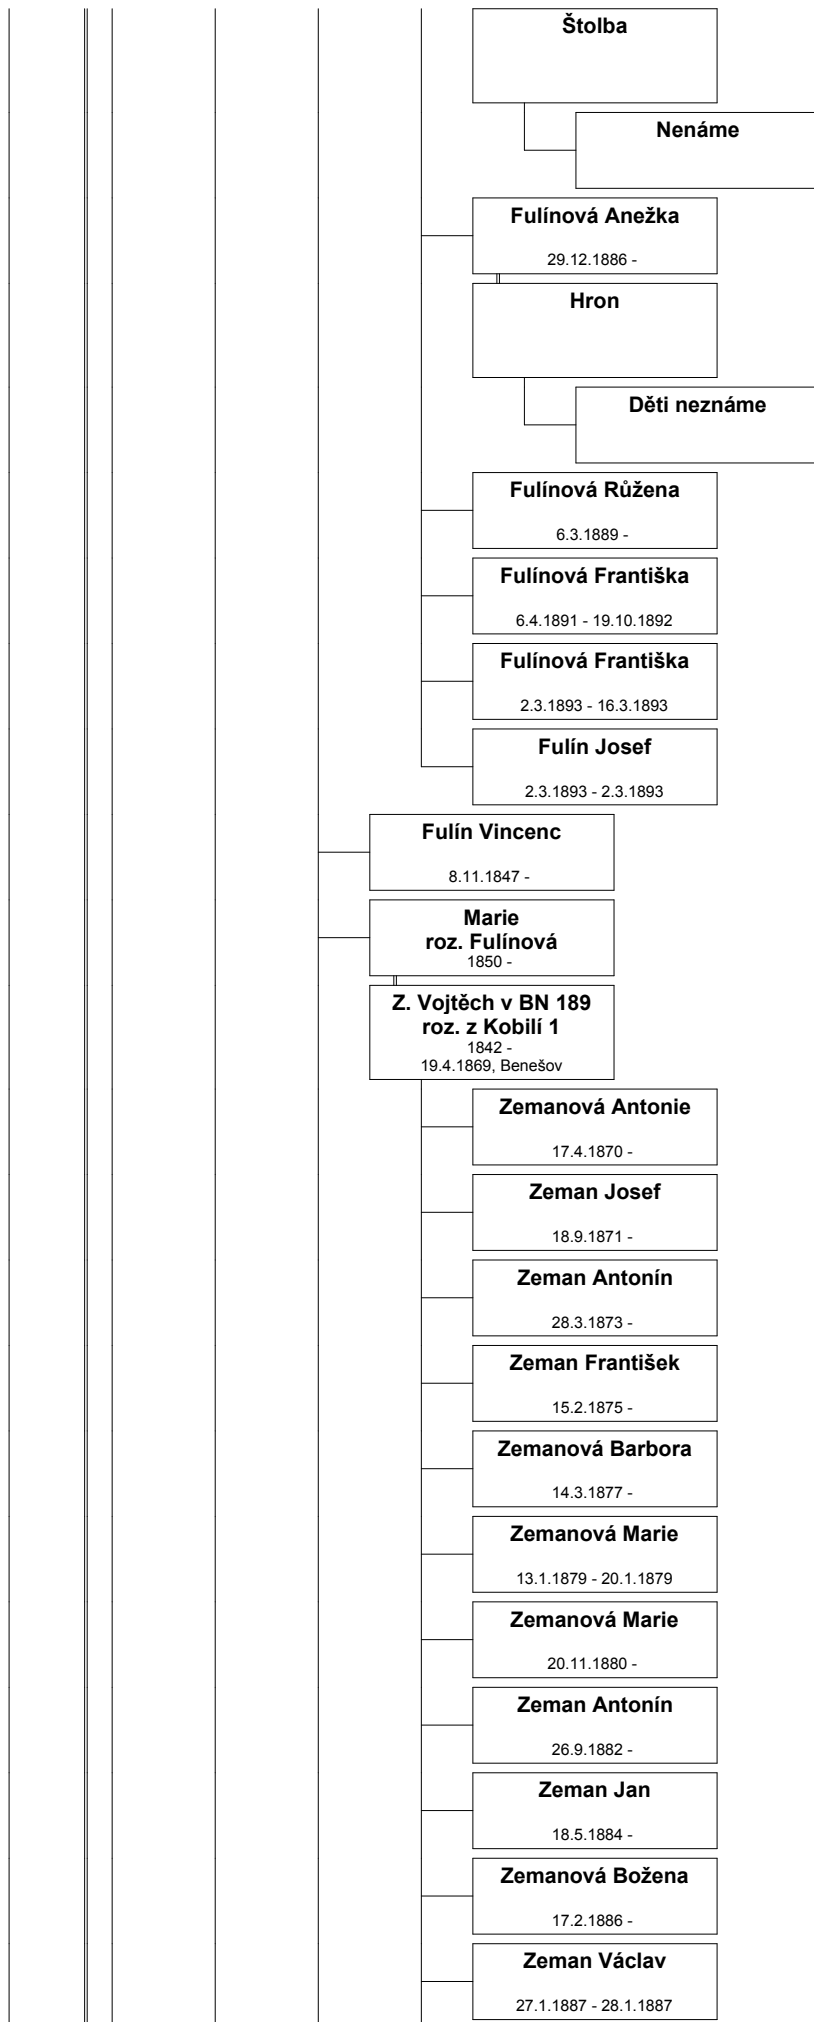 Štolba
Nenáme
Fulínová Anežka
29.12.1886 -
Hron
Děti neznáme
Fulínová Růžena
6.3.1889 -
Fulínová Františka
6.4.1891 - 19.10.1892
Fulínová Františka
2.3.1893 - 16.3.1893
Fulín Josef
2.3.1893 - 2.3.1893
Fulín Vincenc
8.11.1847 -
Marie
roz. Fulínová
1850 -
Z. Vojtěch v BN 189
roz. z Kobilí 1
1842 -
19.4.1869, Benešov
Zemanová Antonie
17.4.1870 -
Zeman Josef
18.9.1871 -
Zeman Antonín
28.3.1873 -
Zeman František
15.2.1875 -
Zemanová Barbora
14.3.1877 -
Zemanová Marie
13.1.1879 - 20.1.1879
Zemanová Marie
20.11.1880 -
Zeman Antonín
26.9.1882 -
Zeman Jan
18.5.1884 -
Zemanová Božena
17.2.1886 -
Zeman Václav
27.1.1887 - 28.1.1887